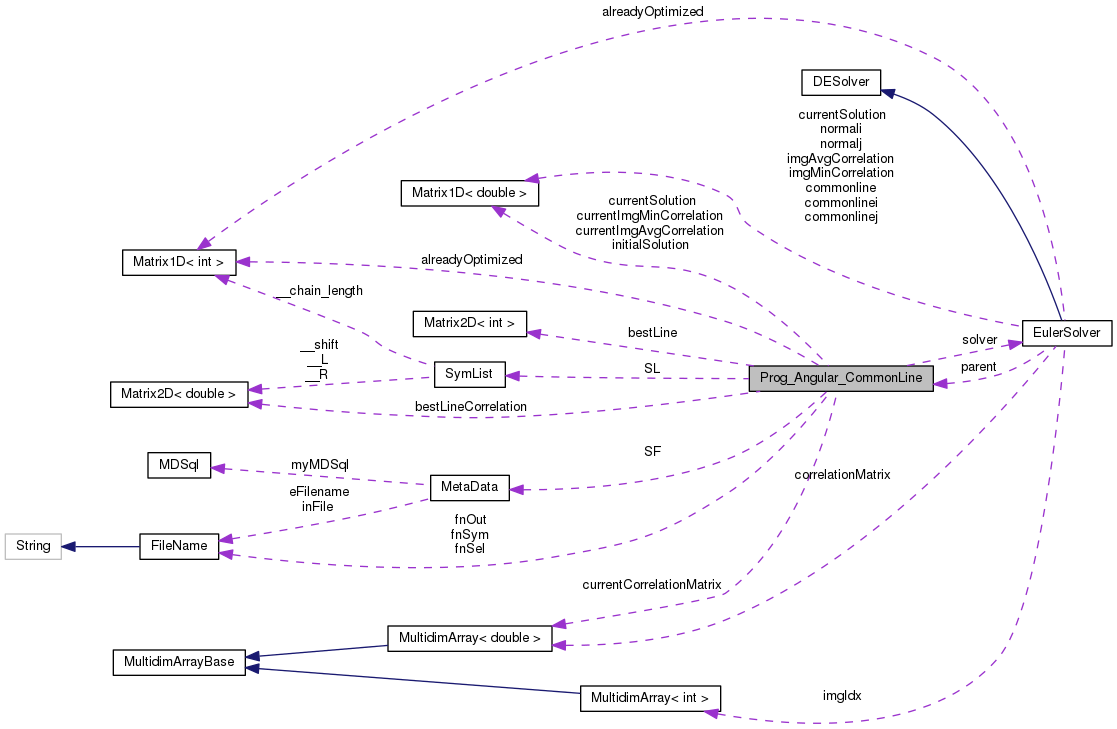 alreadyOptimized
DESolver
currentSolution
normali
normalj
imgAvgCorrelation
imgMinCorrelation
commonline
commonlinei
commonlinej
Matrix1D< double >
currentSolution
currentImgMinCorrelation
currentImgAvgCorrelation
initialSolution
Matrix1D< int >
alreadyOptimized
__chain_length
Matrix2D< int >
bestLine
EulerSolver
solver
parent
__shift
__L
__R
SymList
SL
Prog_Angular_CommonLine
Matrix2D< double >
bestLineCorrelation
MDSql
myMDSql
SF
correlationMatrix
MetaData
eFilename
inFile
fnOut
fnSym
fnSel
String
FileName
currentCorrelationMatrix
MultidimArray< double >
MultidimArrayBase
MultidimArray< int >
imgIdx